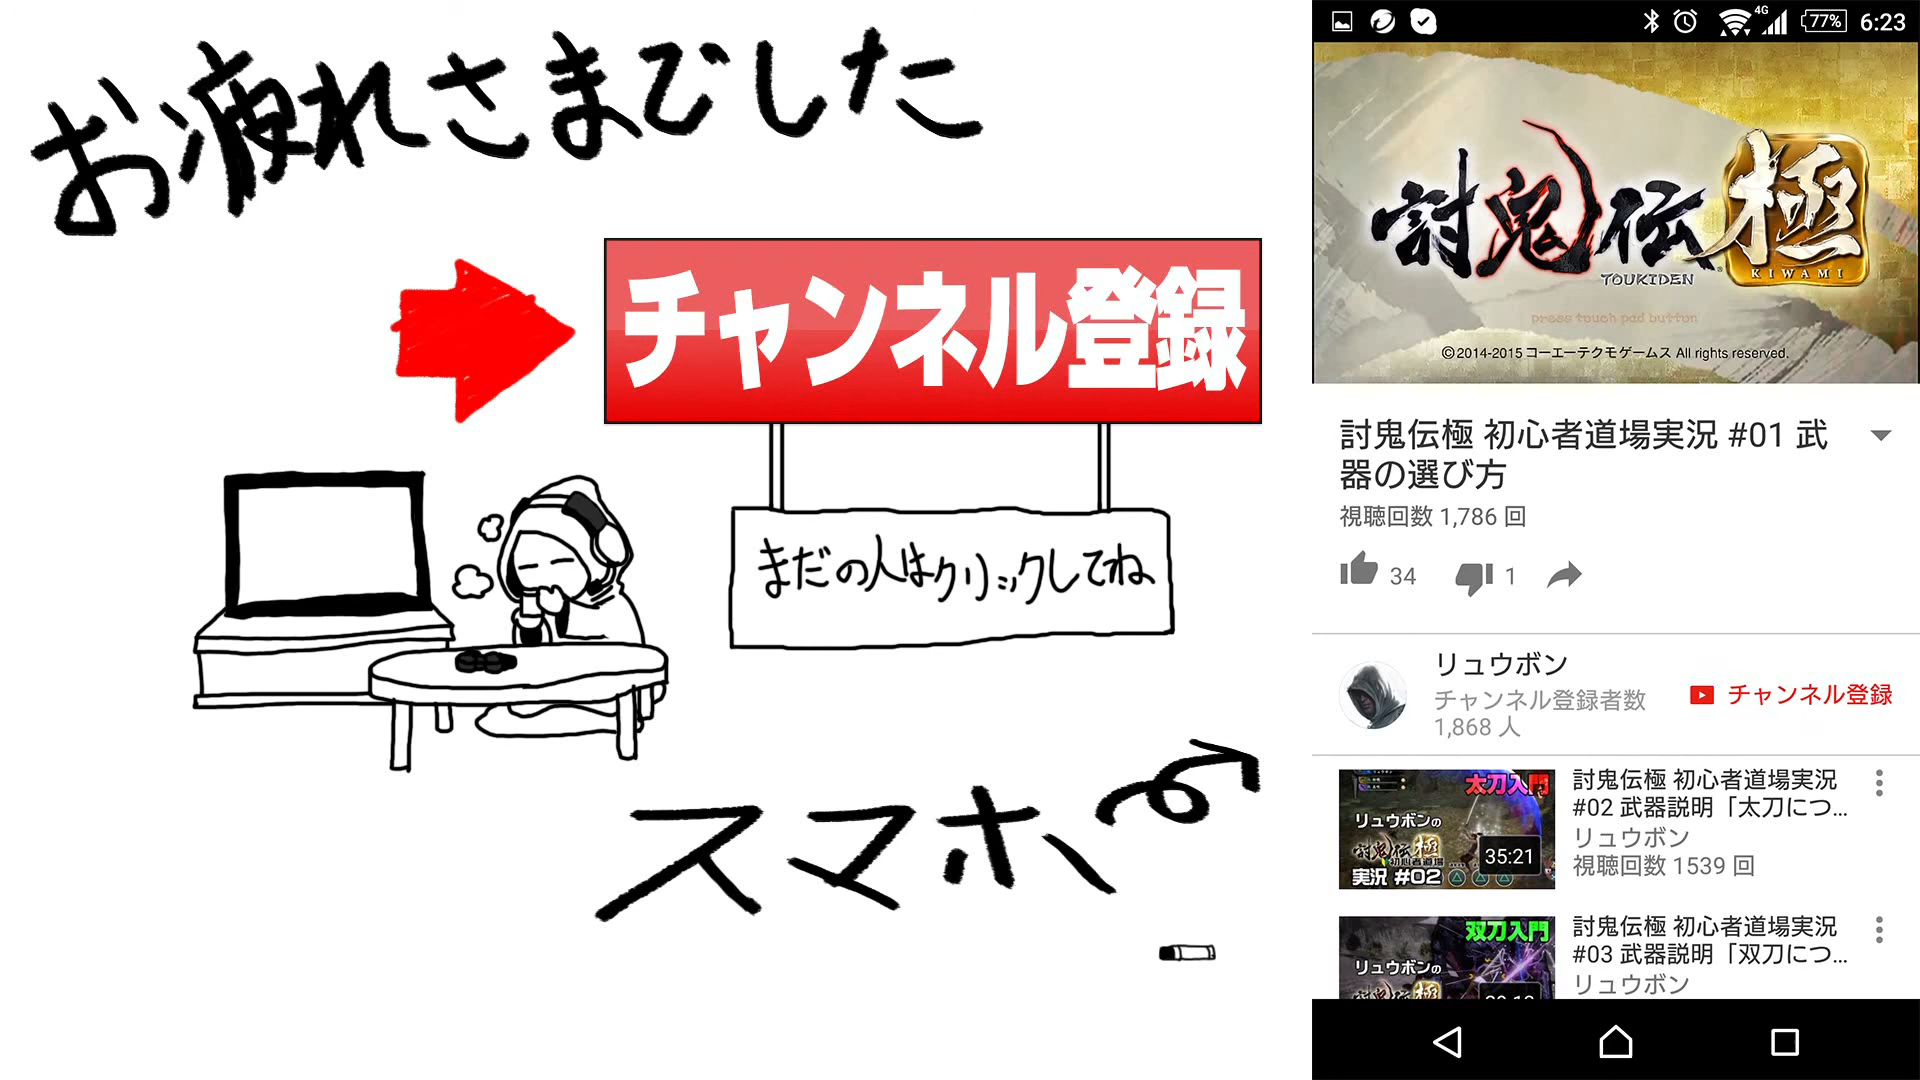 お疲れさまでした
チャンネル登録
まだの人はクリックしてね
スマホ
4G
77%
6:23
討鬼伝 極
TOUKIDEN
KIWAMI
press touch pad button
©2014-2015 コーエーテクモゲームス All rights reserved.
討鬼伝極 初心者道場実況 #01 武
器の選び方
視聴回数 1,786 回
34
1
リュウボン
チャンネル登録者数
1,868 人
チャンネル登録
太刀入門
リュウボンの
討鬼伝極
初心者道場
実況 #02
35:21
討鬼伝極 初心者道場実況
#02 武器説明「太刀につ...
リュウボン
視聴回数 1539 回
双刀入門
リュウボンの
討鬼伝極 初心者道場実況
#03 武器説明「双刀につ...
リュウボン